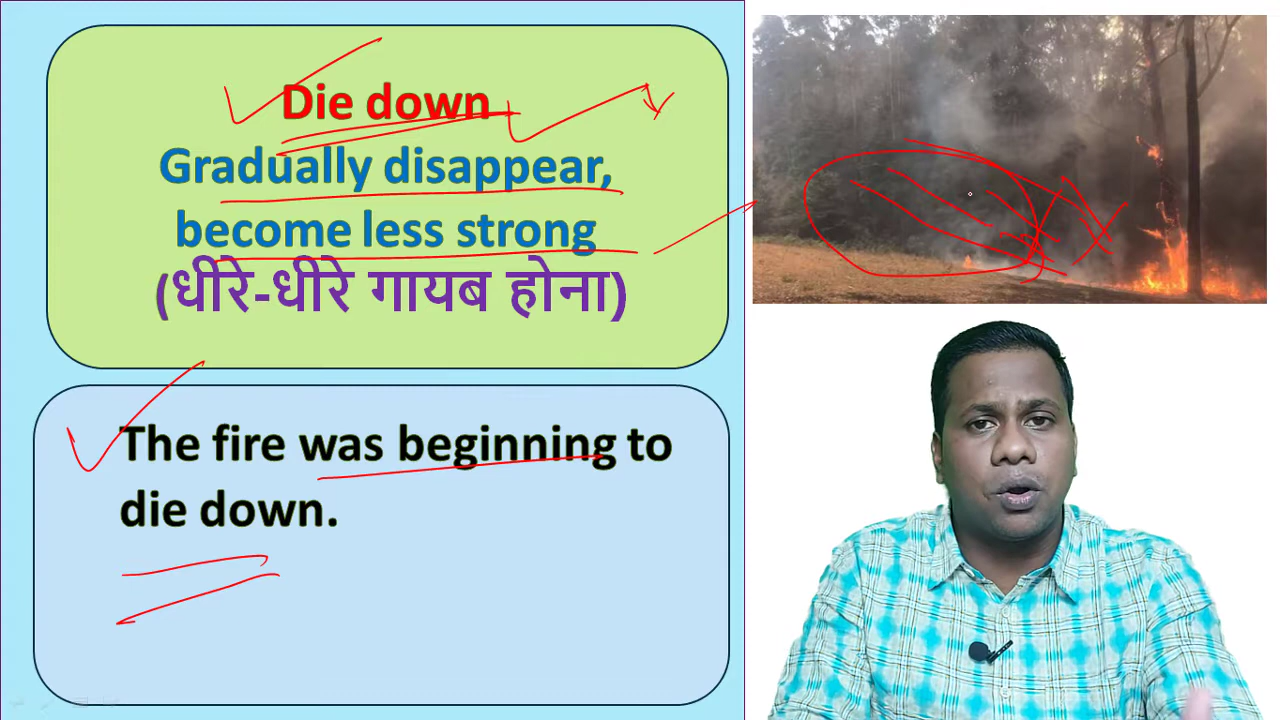 Die down
Gradually disappear,
become less strong
(धीरे-धीरे गायब होना)
The fire was beginning to
die down.